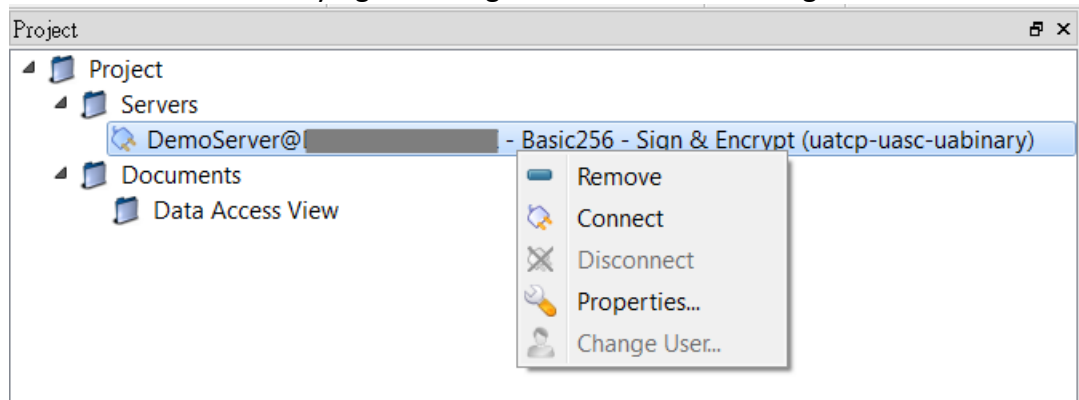 Project
Project
Servers
DemoServer@ - Basic256 - Sign & Encrypt (uatcp-uasc-uabinary)
Documents
Data Access View
Remove
Connect
Disconnect
Properties...
Change User...